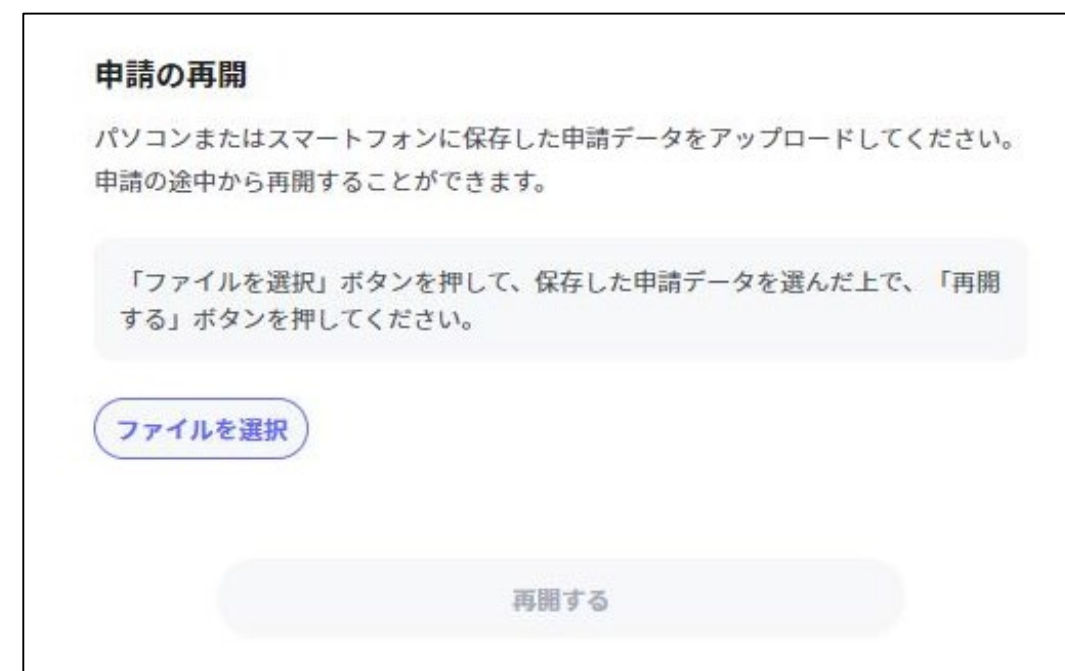 申請の再開
パソコンまたはスマートフォンに保存した申請データをアップロードしてください。
申請の途中から再開することができます。
「ファイルを選択」ボタンを押して、保存した申請データを選んだ上で、「再開
する」ボタンを押してください。
ファイルを選択
再開する